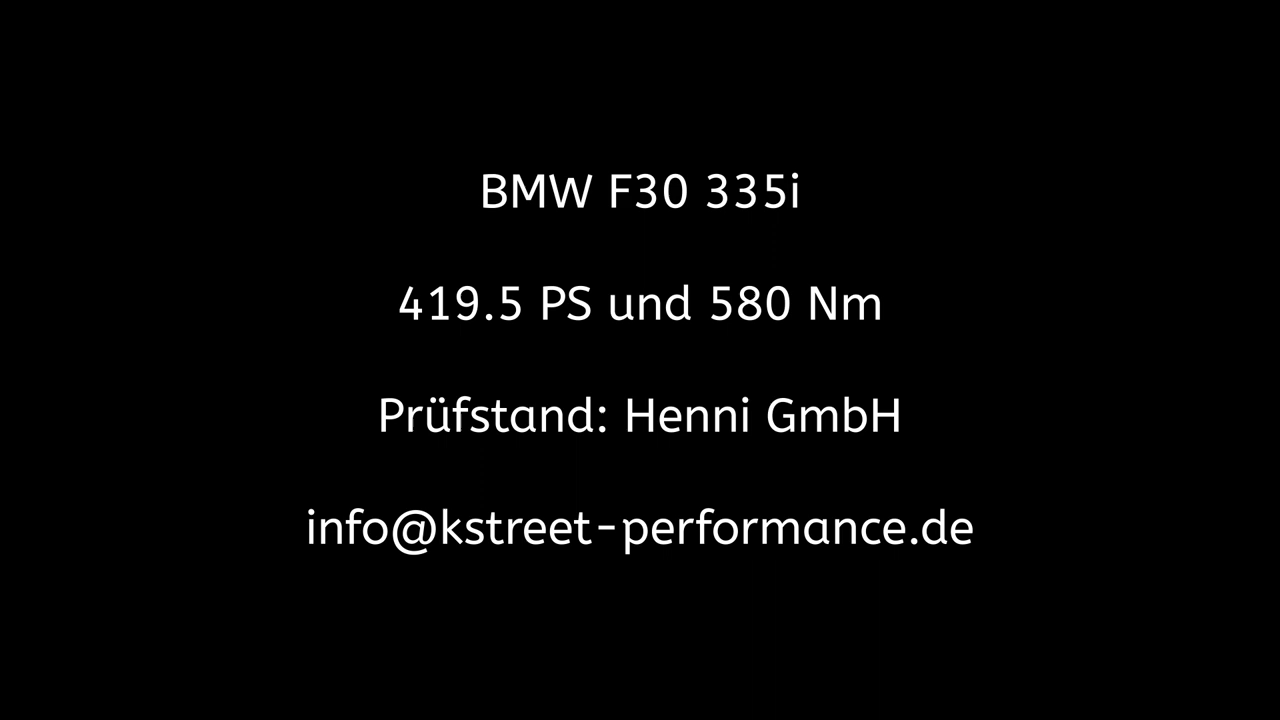 BMW F30 335i
419.5 PS und 580 Nm
Prüfstand: Henni GmbH
info@kstreet-performance.de